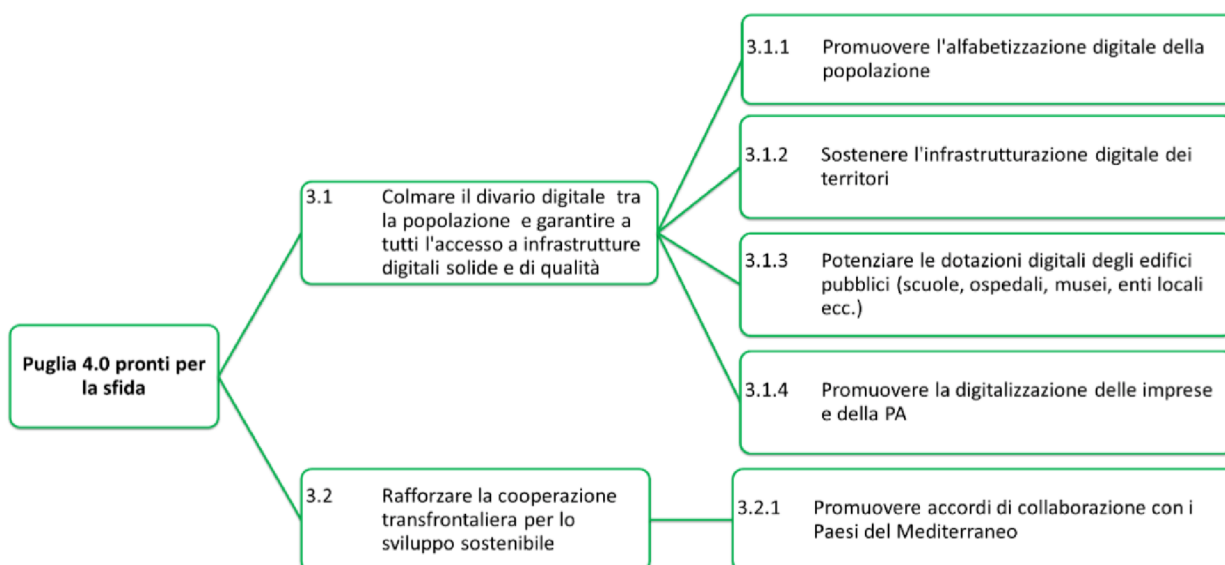 Puglia 4.0 pronti per
la sfida
3.1 Colmare il divario digitale tra
la popolazione e garantire a
tutti l'accesso a infrastrutture
digitali solide e di qualità
3.1.1 Promuovere l'alfabetizzazione digitale della
popolazione
3.1.2 Sostenere l'infrastrutturazione digitale dei
territori
3.1.3 Potenziare le dotazioni digitali degli edifici
pubblici (scuole, ospedali, musei, enti locali
ecc.)
3.1.4 Promuovere la digitalizzazione delle imprese
e della PA
3.2 Rafforzare la cooperazione
transfrontaliera per lo
sviluppo sostenibile
3.2.1 Promuovere accordi di collaborazione con i
Paesi del Mediterraneo